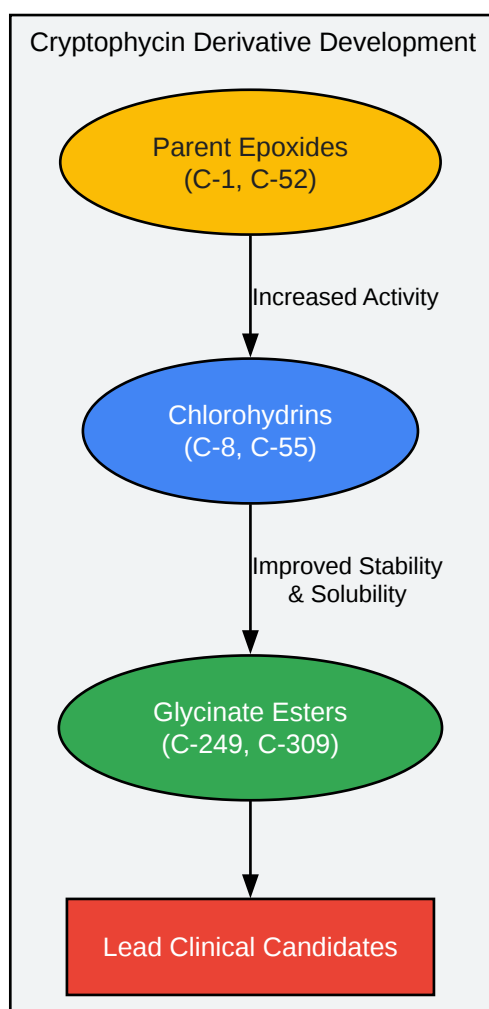 Cryptophycin Derivative Development
Parent Epoxides
(C-1, C-52)
Increased Activity
Chlorohydrins
(C-8, C-55)
Improved Stability
& Solubility
Glycinate Esters
(C-249, C-309)
Lead Clinical Candidates